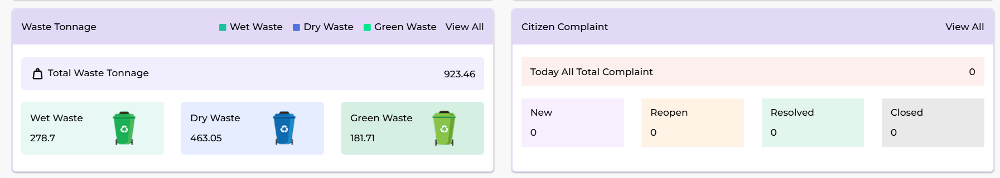 Waste Tonnage
Wet Waste
Dry Waste
Green Waste
View All
Total Waste Tonnage
923.46
Wet Waste
278.7
Dry Waste
463.05
Green Waste
181.71
Citizen Complaint
View All
Today All Total Complaint
0
New
0
Reopen
0
Resolved
0
Closed
0